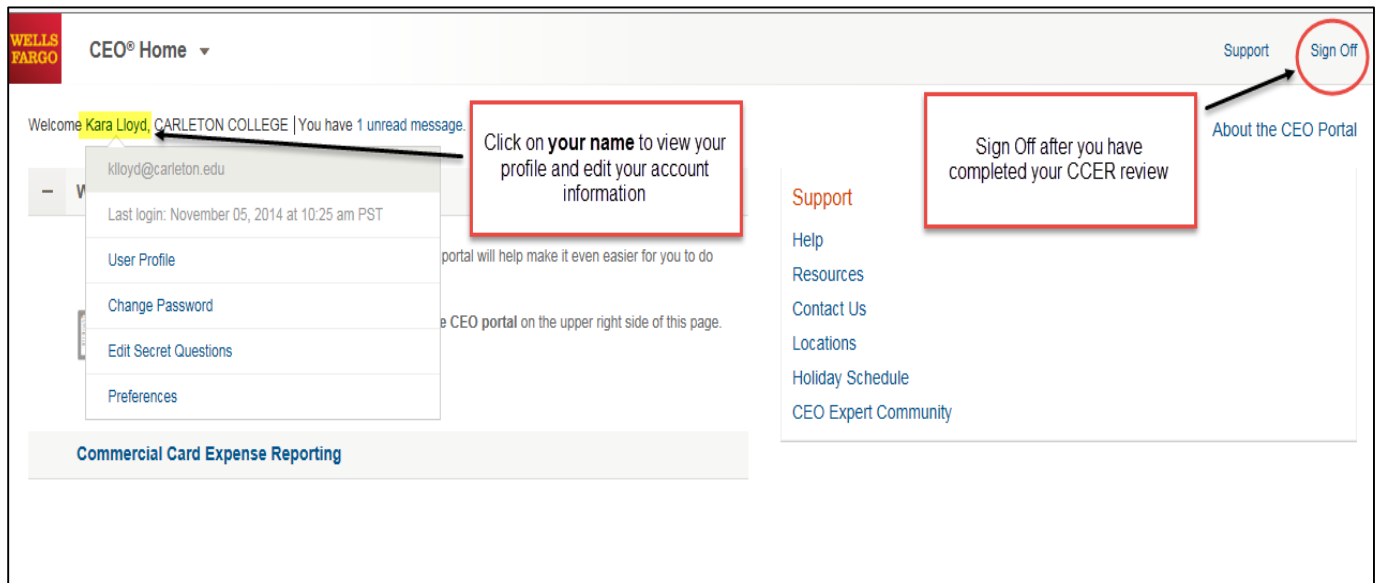 WELLS
FARGO
CEO® Home
Support
Sign Off
Welcome Kara Lloyd, CARLETON COLLEGE | You have 1 unread message.
About the CEO Portal
Click on your name to view your
profile and edit your account
information
Sign Off after you have
completed your CCER review
klloyd@carleton.edu
Last login: November 05, 2014 at 10:25 am PST
User Profile
Change Password
Edit Secret Questions
Preferences
portal will help make it even easier for you to do
CEO portal on the upper right side of this page.
Commercial Card Expense Reporting
Support
Help
Resources
Contact Us
Locations
Holiday Schedule
CEO Expert Community